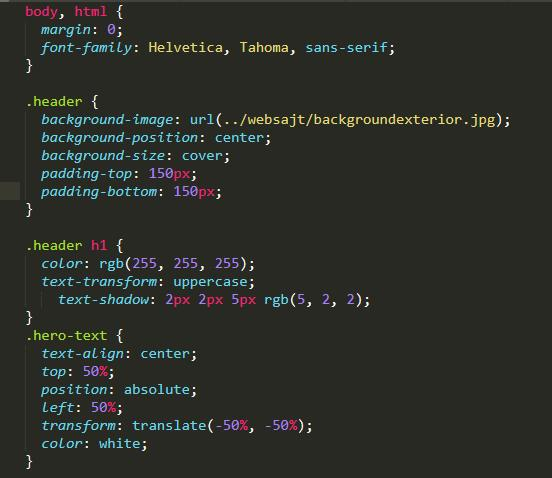 body, html {
margin: 0;
font-family: Helvetica, Tahoma, sans-serif;
}
.header {
background-image: url(../websajt/backgroundexterior.jpg);
background-position: center;
background-size: cover;
padding-top: 150px;
padding-bottom: 150px;
}
.header h1 {
color: rgb(255, 255, 255);
text-transform: uppercase;
text-shadow: 2px 2px 5px rgb(5, 2, 2);
}
.hero-text {
text-align: center;
top: 50%;
position: absolute;
left: 50%;
transform: translate(-50%, -50%);
color: white;
}